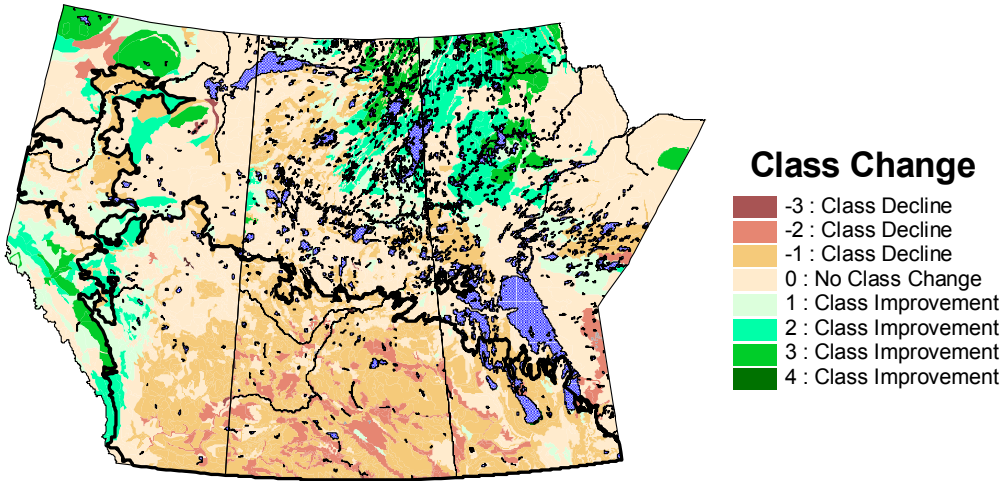 Class Change
-3 : Class Decline
-2 : Class Decline
-1 : Class Decline
0 : No Class Change
1 : Class Improvement
2 : Class Improvement
3 : Class Improvement
4 : Class Improvement